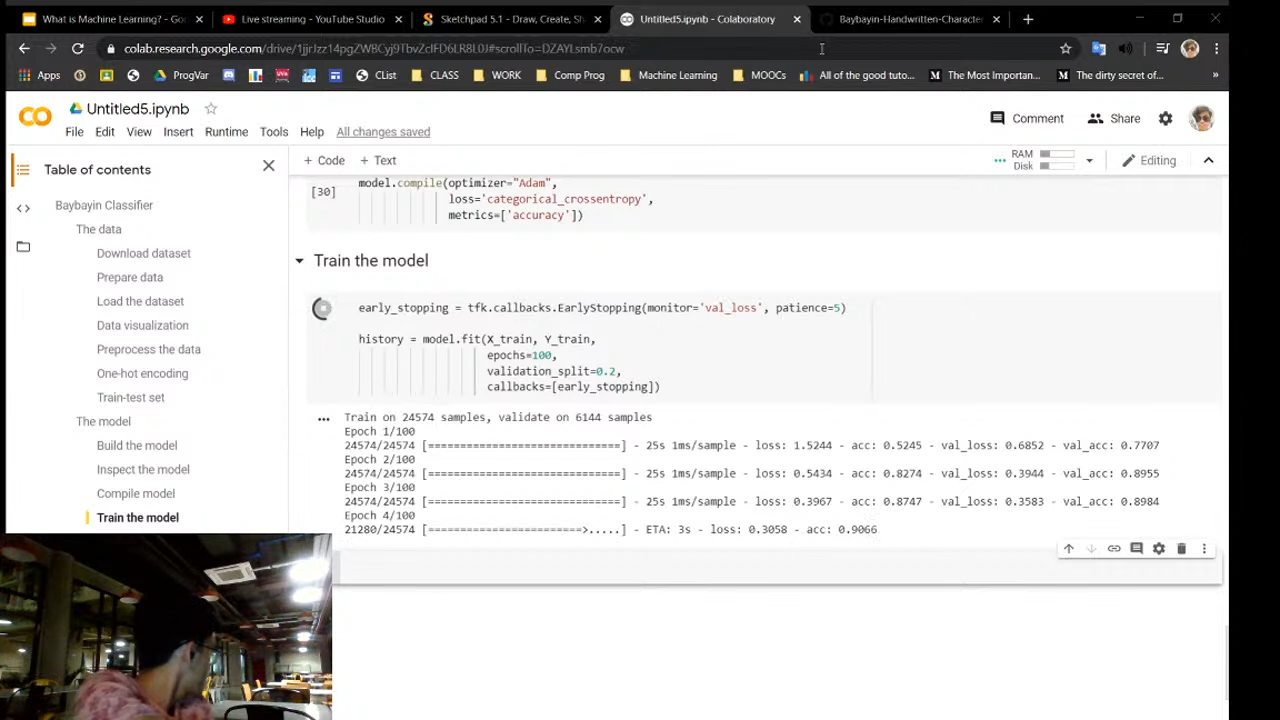 What is Machine Learning? - Goo
Live streaming - YouTube Studio
Sketchpad 5.1 - Draw, Create, Sh
Untitled5.ipynb - Colaboratory
Baybayin-Handwritten-Character
colab.research.google.com/drive/1jjrJzz14pgZW8Cyj9TbvZcIFD6LR8L0J#scrollTo=DZAYLsmb7ocw
Apps
ProgVar
CList
CLASS
WORK
Comp Prog
Machine Learning
MOOCs
All of the good tuto...
The Most Importan...
The dirty secret of...
»
CO
Untitled5.ipynb
File Edit View Insert Runtime Tools Help All changes saved
Comment
Share
Table of contents
+ Code + Text
RAM
Disk
Editing
Baybayin Classifier
The data
Download dataset
Prepare data
Load the dataset
Data visualization
Preprocess the data
One-hot encoding
Train-test set
The model
Build the model
Inspect the model
Compile model
Train the model
[30]
model.compile(optimizer="Adam",
loss='categorical_crossentropy',
metrics=['accuracy'])
Train the model
early_stopping = tfk.callbacks.EarlyStopping(monitor='val_loss', patience=5)
history = model.fit(X_train, Y_train,
epochs=100,
validation_split=0.2,
callbacks=[early_stopping])
Train on 24574 samples, validate on 6144 samples
Epoch 1/100
24574/24574 [==============================] - 25s 1ms/sample - loss: 1.5244 - acc: 0.5245 - val_loss: 0.6852 - val_acc: 0.7707
Epoch 2/100
24574/24574 [==============================] - 25s 1ms/sample - loss: 0.5434 - acc: 0.8274 - val_loss: 0.3944 - val_acc: 0.8955
Epoch 3/100
24574/24574 [==============================] - 25s 1ms/sample - loss: 0.3967 - acc: 0.8747 - val_loss: 0.3583 - val_acc: 0.8984
Epoch 4/100
21280/24574 [========================>.....] - ETA: 3s - loss: 0.3058 - acc: 0.9066